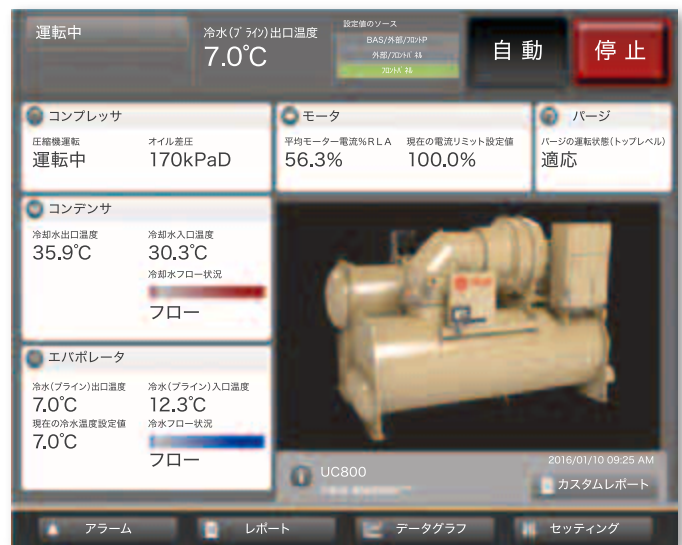 運転中
冷水(ブライン)出口温度
7.0℃
設定値のソース
BAS/外部/フロントP
外部/フロントパネル
フロントパネル
自動
停止
コンプレッサ
圧縮機運転
オイル差圧
運転中
170kPaD
モータ
平均モーター電流%RLA
現在の電流リミット設定値
56.3%
100.0%
パージ
パージの運転状態(トップレベル)
適応
コンデンサ
冷却水出口温度
冷却水入口温度
35.9℃
30.3℃
冷却水フロー状況
フロー
エバポレータ
冷水(ブライン)出口温度
冷水(ブライン)入口温度
7.0℃
12.3℃
現在の冷水温度設定値
冷水フロー状況
7.0℃
フロー
UC800
2016/01/10 09:25 AM
カスタムレポート
アラーム
レポート
データグラフ
セッティング